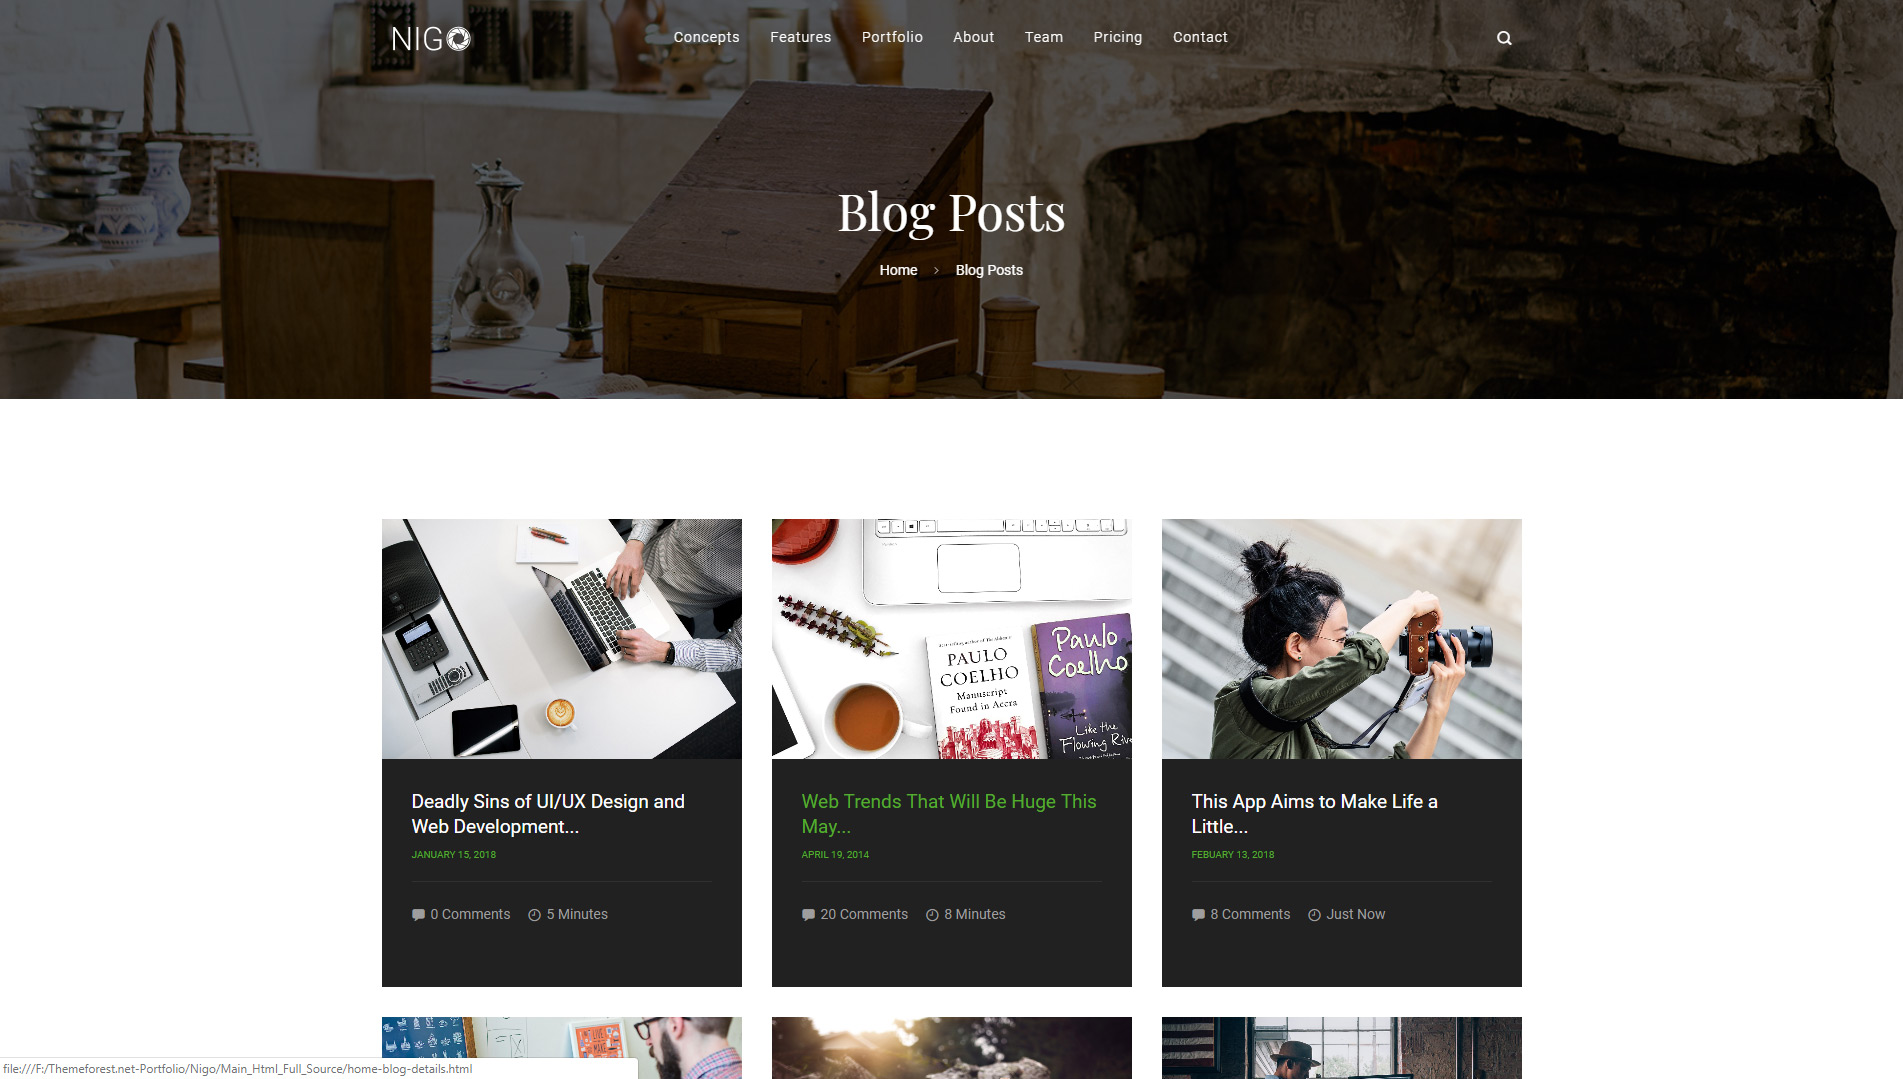 NIGO
Concepts Features Portfolio About Team Pricing Contact
Blog Posts
Home > Blog Posts
PAULO
COELHO
Manuscript
Found in Accra
Paulo
Coelho
Like the
Flowing Rive
Deadly Sins of UI/UX Design and
Web Development...
JANUARY 15, 2018
0 Comments 5 Minutes
Web Trends That Will Be Huge This
May...
APRIL 19, 2014
20 Comments 8 Minutes
This App Aims to Make Life a
Little...
FEBUARY 13, 2018
8 Comments Just Now
file:///F:/Themeforest.net-Portfolio/Nigo/Main_Html_Full_Source/home-blog-details.html